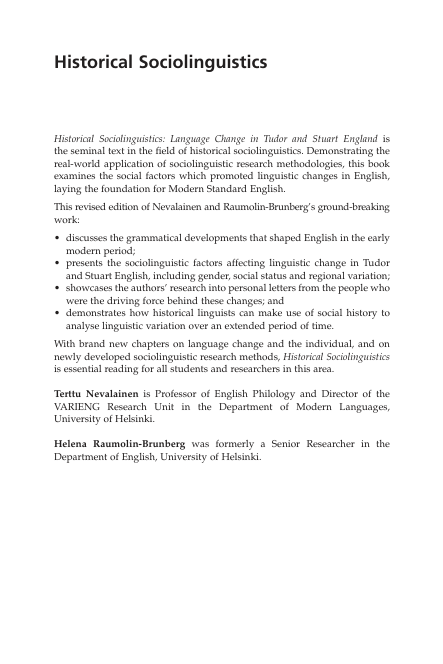 Historical Sociolinguistics
Historical Sociolinguistics: Language Change in Tudor and Stuart England is
the seminal text in the field of historical sociolinguistics. Demonstrating the
real-world application of sociolinguistic research methodologies, this book
examines the social factors which promoted linguistic changes in English,
laying the foundation for Modern Standard English.
This revised edition of Nevalainen and Raumolin-Brunberg's ground-breaking
work:
• discusses the grammatical developments that shaped English in the early
modern period;
• presents the sociolinguistic factors affecting linguistic change in Tudor
and Stuart English, including gender, social status and regional variation;
• showcases the authors' research into personal letters from the people who
were the driving force behind these changes; and
• demonstrates how historical linguists can make use of social history to
analyse linguistic variation over an extended period of time.
With brand new chapters on language change and the individual, and on
newly developed sociolinguistic research methods, Historical Sociolinguistics
is essential reading for all students and researchers in this area.
Terttu Nevalainen is Professor of English Philology and Director of the
VARIENG Research Unit in the Department of Modern Languages,
University of Helsinki.
Helena Raumolin-Brunberg was formerly a Senior Researcher in the
Department of English, University of Helsinki.